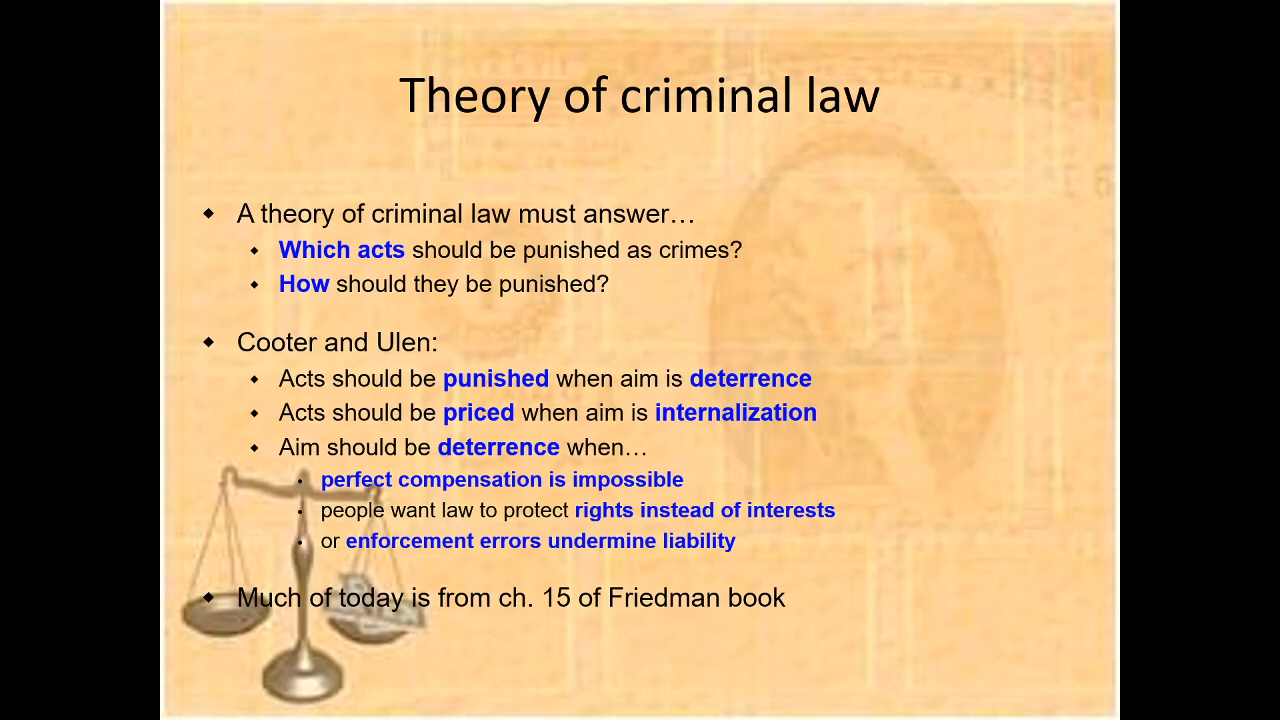 Theory of criminal law
A theory of criminal law must answer…
Which acts should be punished as crimes?
How should they be punished?
Cooter and Ulen:
Acts should be punished when aim is deterrence
Acts should be priced when aim is internalization
Aim should be deterrence when…
perfect compensation is impossible
people want law to protect rights instead of interests
or enforcement errors undermine liability
Much of today is from ch. 15 of Friedman book